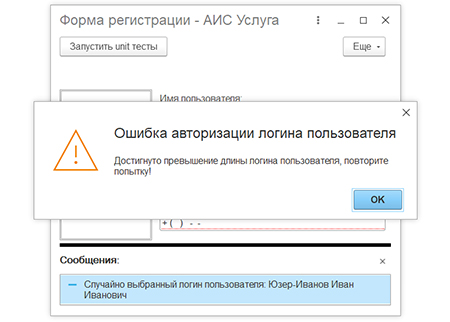 Форма регистрации - АИС Услуга
Запустить unit тесты
Еще
Имя пользователя:
Ошибка авторизации логина пользователя
Достигнуто превышение длины логина пользователя, повторите
попытку!
OK
+ ( ) - -
Сообщения:
Случайно выбранный логин пользователя: Юзер-Иванов Иван
Иванович